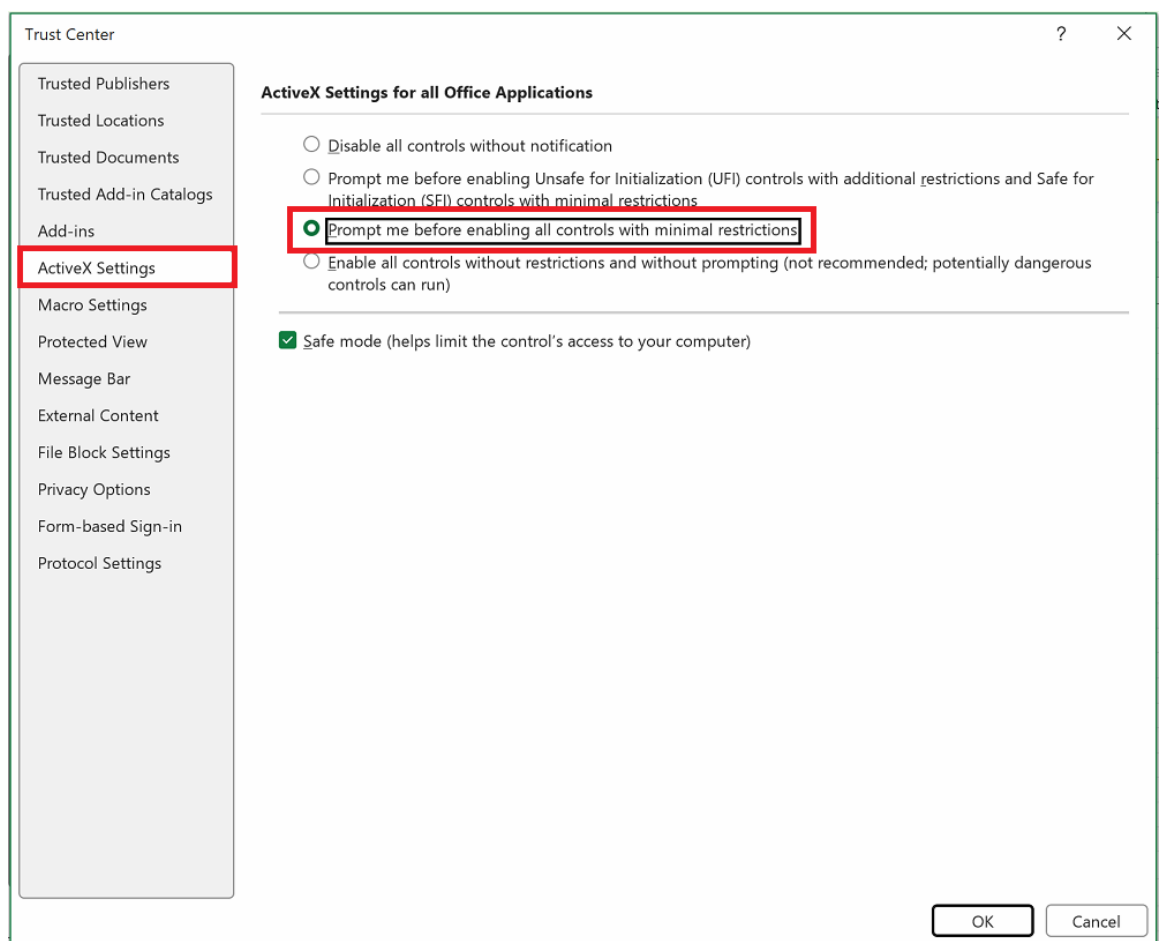 Trust Center
?
Trusted Publishers
Trusted Locations
Trusted Documents
Trusted Add-in Catalogs
Add-ins
ActiveX Settings
Macro Settings
Protected View
Message Bar
External Content
File Block Settings
Privacy Options
Form-based Sign-in
Protocol Settings
ActiveX Settings for all Office Applications
Disable all controls without notification
Prompt me before enabling Unsafe for Initialization (UFI) controls with additional restrictions and Safe for
Initialization (SFI) controls with minimal restrictions
Prompt me before enabling all controls with minimal restrictions
Enable all controls without restrictions and without prompting (not recommended; potentially dangerous
controls can run)
Safe mode (helps limit the control's access to your computer)
OK
Cancel